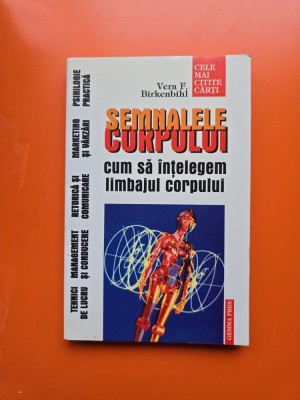 Vera F.
Birkenbihl
CELE
MAI
CITITE
CĂRȚI
SEMNALELE
CORPULUI
cum să înțelegem
limbajul corpului
PSIHOLOGIE
PRACTICĂ
MARKETING
ȘI VÂNZĂRI
RETORICĂ ȘI
COMUNICARE
MANAGEMENT
ȘI CONDUCERE
TEHNICI
DE LUCRU
GEMMA PRES